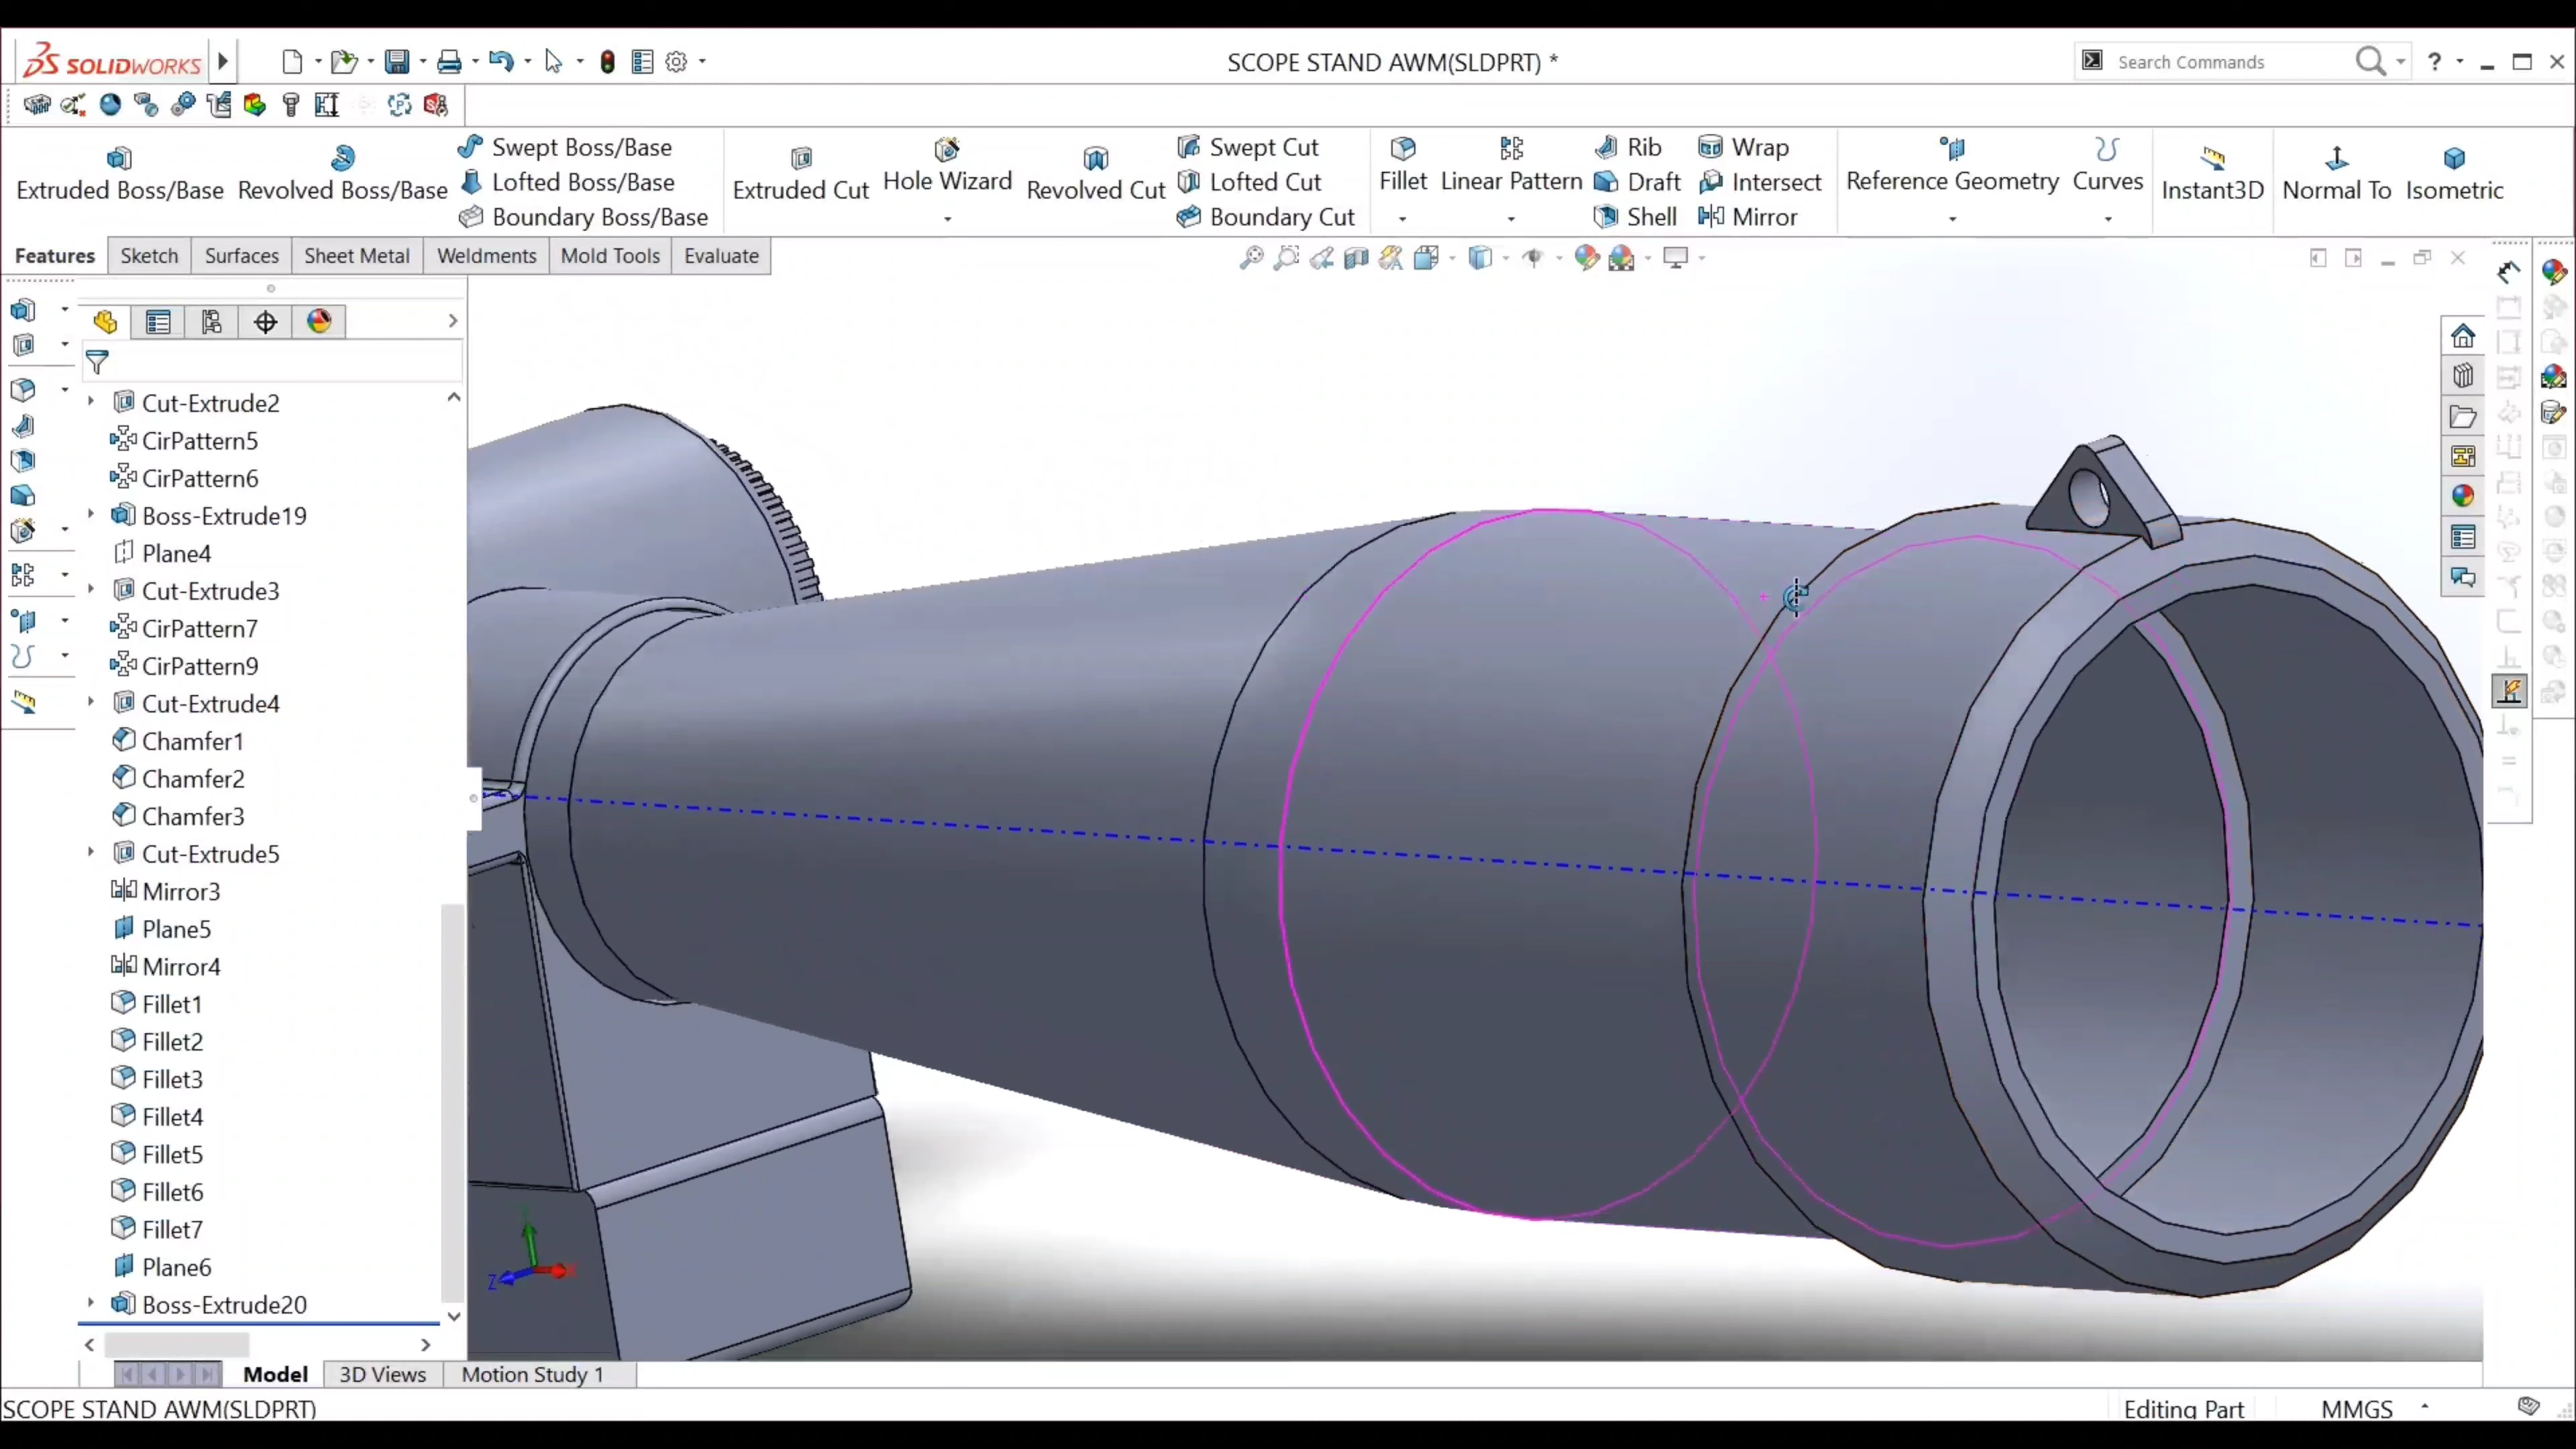 SOLIDWORKS
SCOPE STAND AWM(SLDPRT) *
Search Commands
?
Extruded Boss/Base
Revolved Boss/Base
Swept Boss/Base
Lofted Boss/Base
Boundary Boss/Base
Extruded Cut
Hole Wizard
Revolved Cut
Swept Cut
Lofted Cut
Boundary Cut
Fillet
Linear Pattern
Rib
Draft
Shell
Wrap
Intersect
Mirror
Reference Geometry
Curves
Instant3D
Normal To
Isometric
Features
Sketch
Surfaces
Sheet Metal
Weldments
Mold Tools
Evaluate
Cut-Extrude2
CirPattern5
CirPattern6
Boss-Extrude19
Plane4
Cut-Extrude3
CirPattern7
CirPattern9
Cut-Extrude4
Chamfer1
Chamfer2
Chamfer3
Cut-Extrude5
Mirror3
Plane5
Mirror4
Fillet1
Fillet2
Fillet3
Fillet4
Fillet5
Fillet6
Fillet7
Plane6
Boss-Extrude20
Z
Model
3D Views
Motion Study 1
SCOPE STAND AWM(SLDPRT)
Editing Part
MMGS